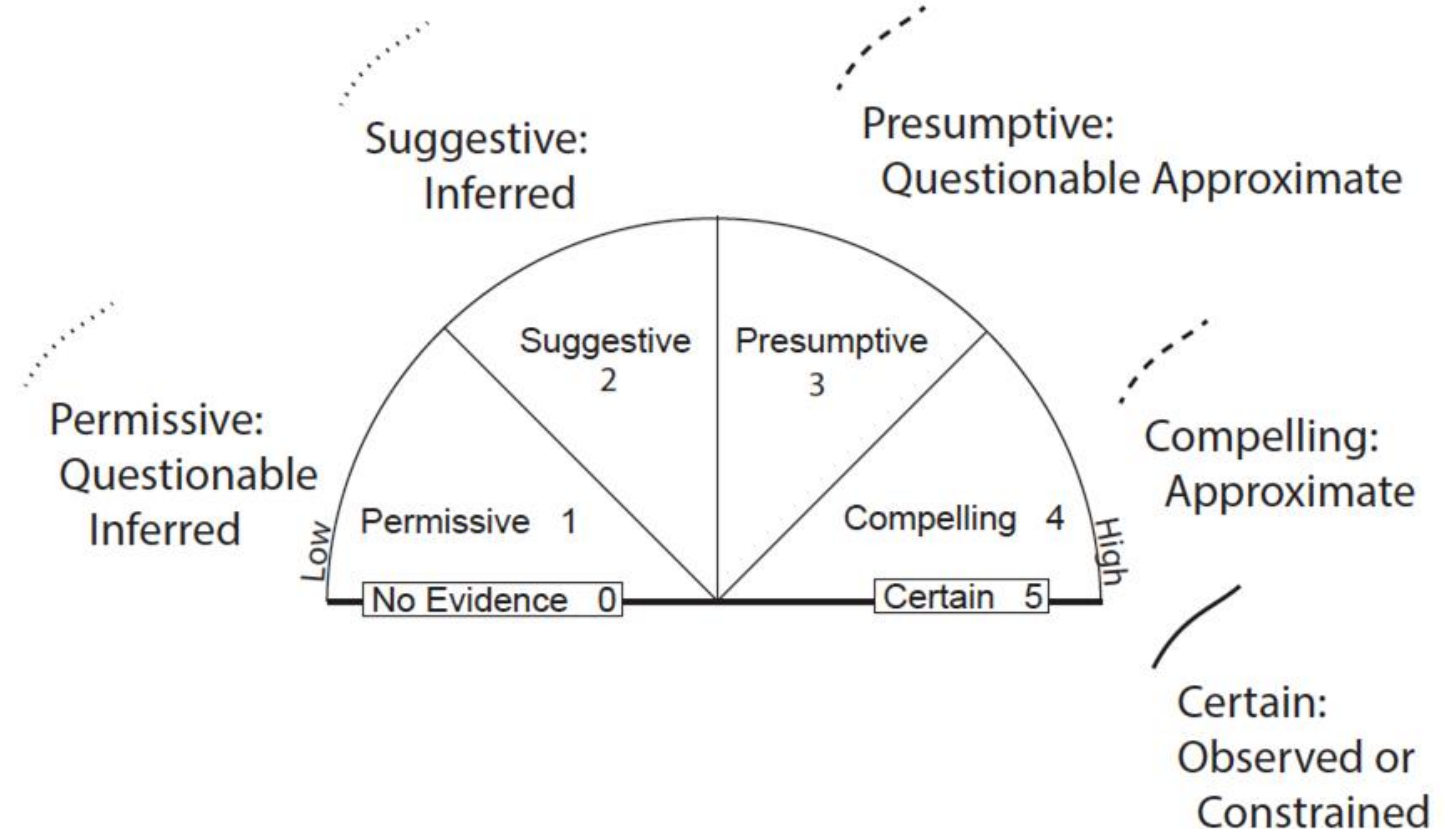 Suggestive:
Inferred
Presumptive:
Questionable Approximate
Suggestive
2
Presumptive
3
Permissive:
Questionable
Inferred
Compelling:
Approximate
Low
Permissive 1
Compelling 4
High
No Evidence 0
Certain 5
Certain:
Observed or
Constrained